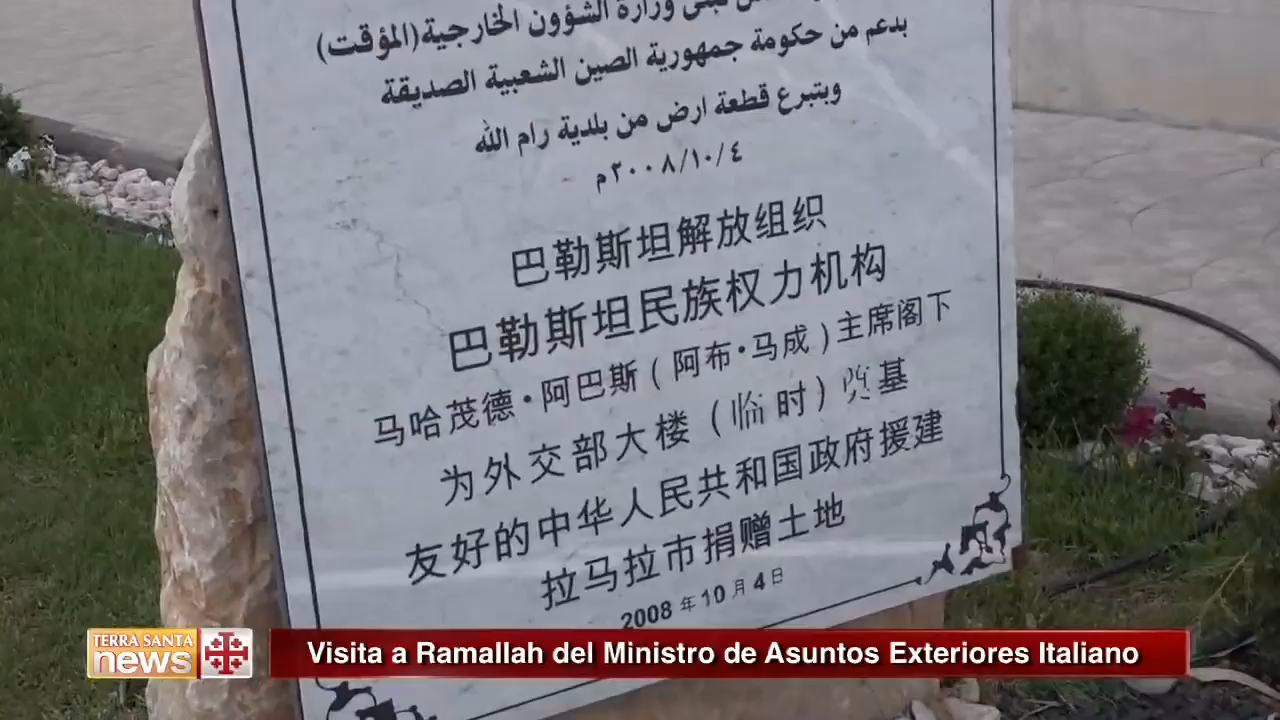 مبنى وزارة الشؤون الخارجية(المؤقت)
بدعم من حكومة جمهورية الصين الشعبية الصديقة
وبتبرع قطعة ارض من بلدية رام الله
٢٠٠٨/١٠/٤م
巴勒斯坦解放组织
巴勒斯坦民族权力机构
马哈茂德·阿巴斯(阿布·马成)主席阁下
为外交部大楼(临时)奠基
友好的中华人民共和国政府援建
拉马拉市捐赠土地
2008年10月4日
TERRA SANTA
news
Visita a Ramallah del Ministro de Asuntos Exteriores Italiano